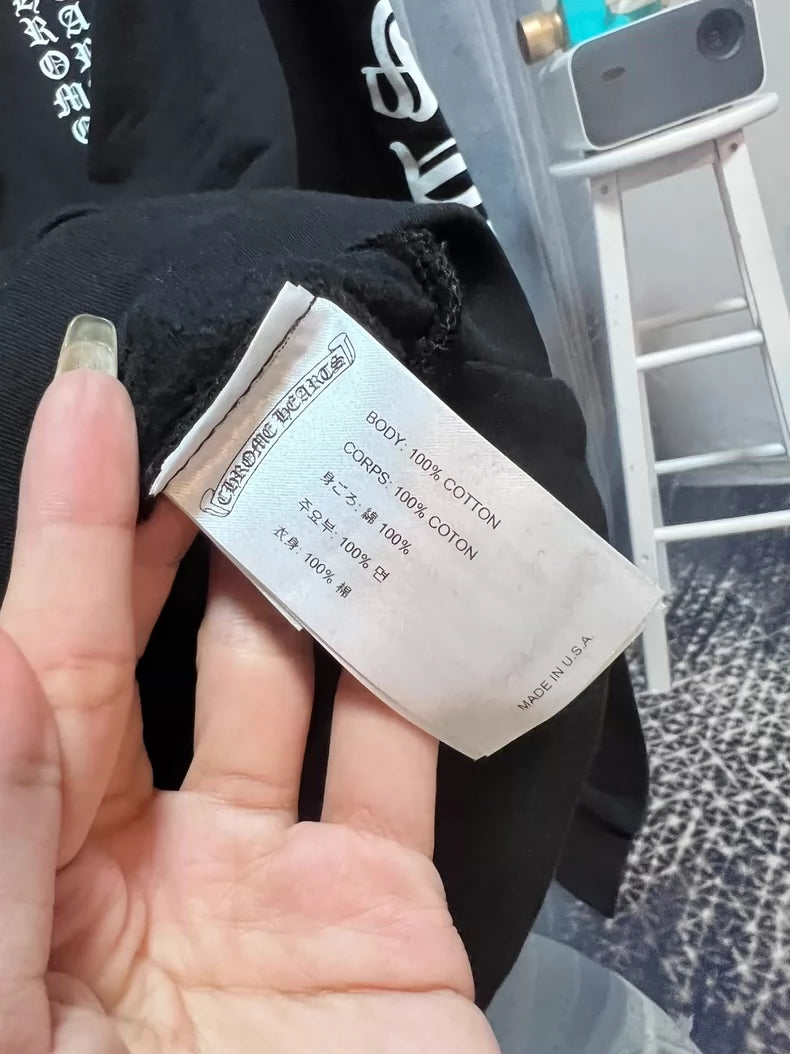 CHROME HEARTS
BODY: 100% COTTON
CORPS: 100% COTON
身ごろ: 綿 100%
주요부: 100% 면
衣身: 100% 棉
MADE IN U.S.A.